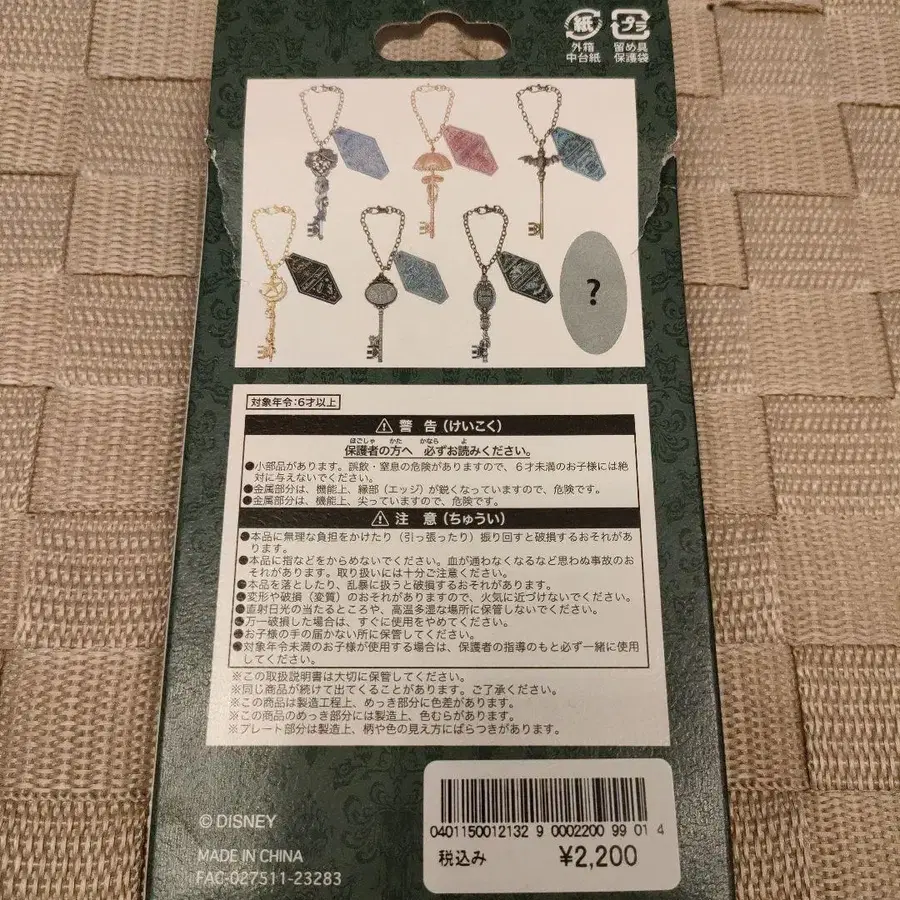 紙
プラ
外箱
中台紙
留め具
保護袋
?
対象年令:6才以上
⚠警 告(けいこく)
ほごしゃ かた かなら よ
保護者の方へ 必ずお読みください。
●小部品があります。誤飲・窒息の危険がありますので、6才未満のお子様には絶
対に与えないでください。
●金属部分は、機能上、縁部(エッジ)が鋭くなっていますので、危険です。
●金属部分は、機能上、尖っていますので、危険です。
⚠注 意(ちゅうい)
●本品に無理な負担をかけたり(引っ張ったり)振り回すと破損するおそれがあ
ります。
●本品に指などをからめないでください。血が通わなくなるなど思わぬ事故のお
それがあります。取り扱いには十分ご注意ください。
●本品を落としたり、乱暴に扱うと破損するおそれがあります。
●変形や破損(変質)のおそれがありますので、火気に近づけないでください。
●直射日光の当たるところや、高温多湿な場所に保管しないでください。
●万一破損した場合は、すぐに使用をやめてください。
●お子様の手の届かない所に保管してください。
●対象年令未満のお子様が使用する場合は、保護者の指導のもと必ず一緒に使用
してください。
※この取扱説明書は大切に保管してください。
※同じ商品が続けて出てくることがあります。ご了承ください。
※この商品は製造工程上、めっき部分に色差があります。
※この商品のめっき部分には製造上、色むらがあります。
※プレート部分は製造上、柄や色の見え方にばらつきがあります。
© DISNEY
MADE IN CHINA
FAC-027511-23283
0401150012132 9 0002200 99 01 4
税込み ¥2,200